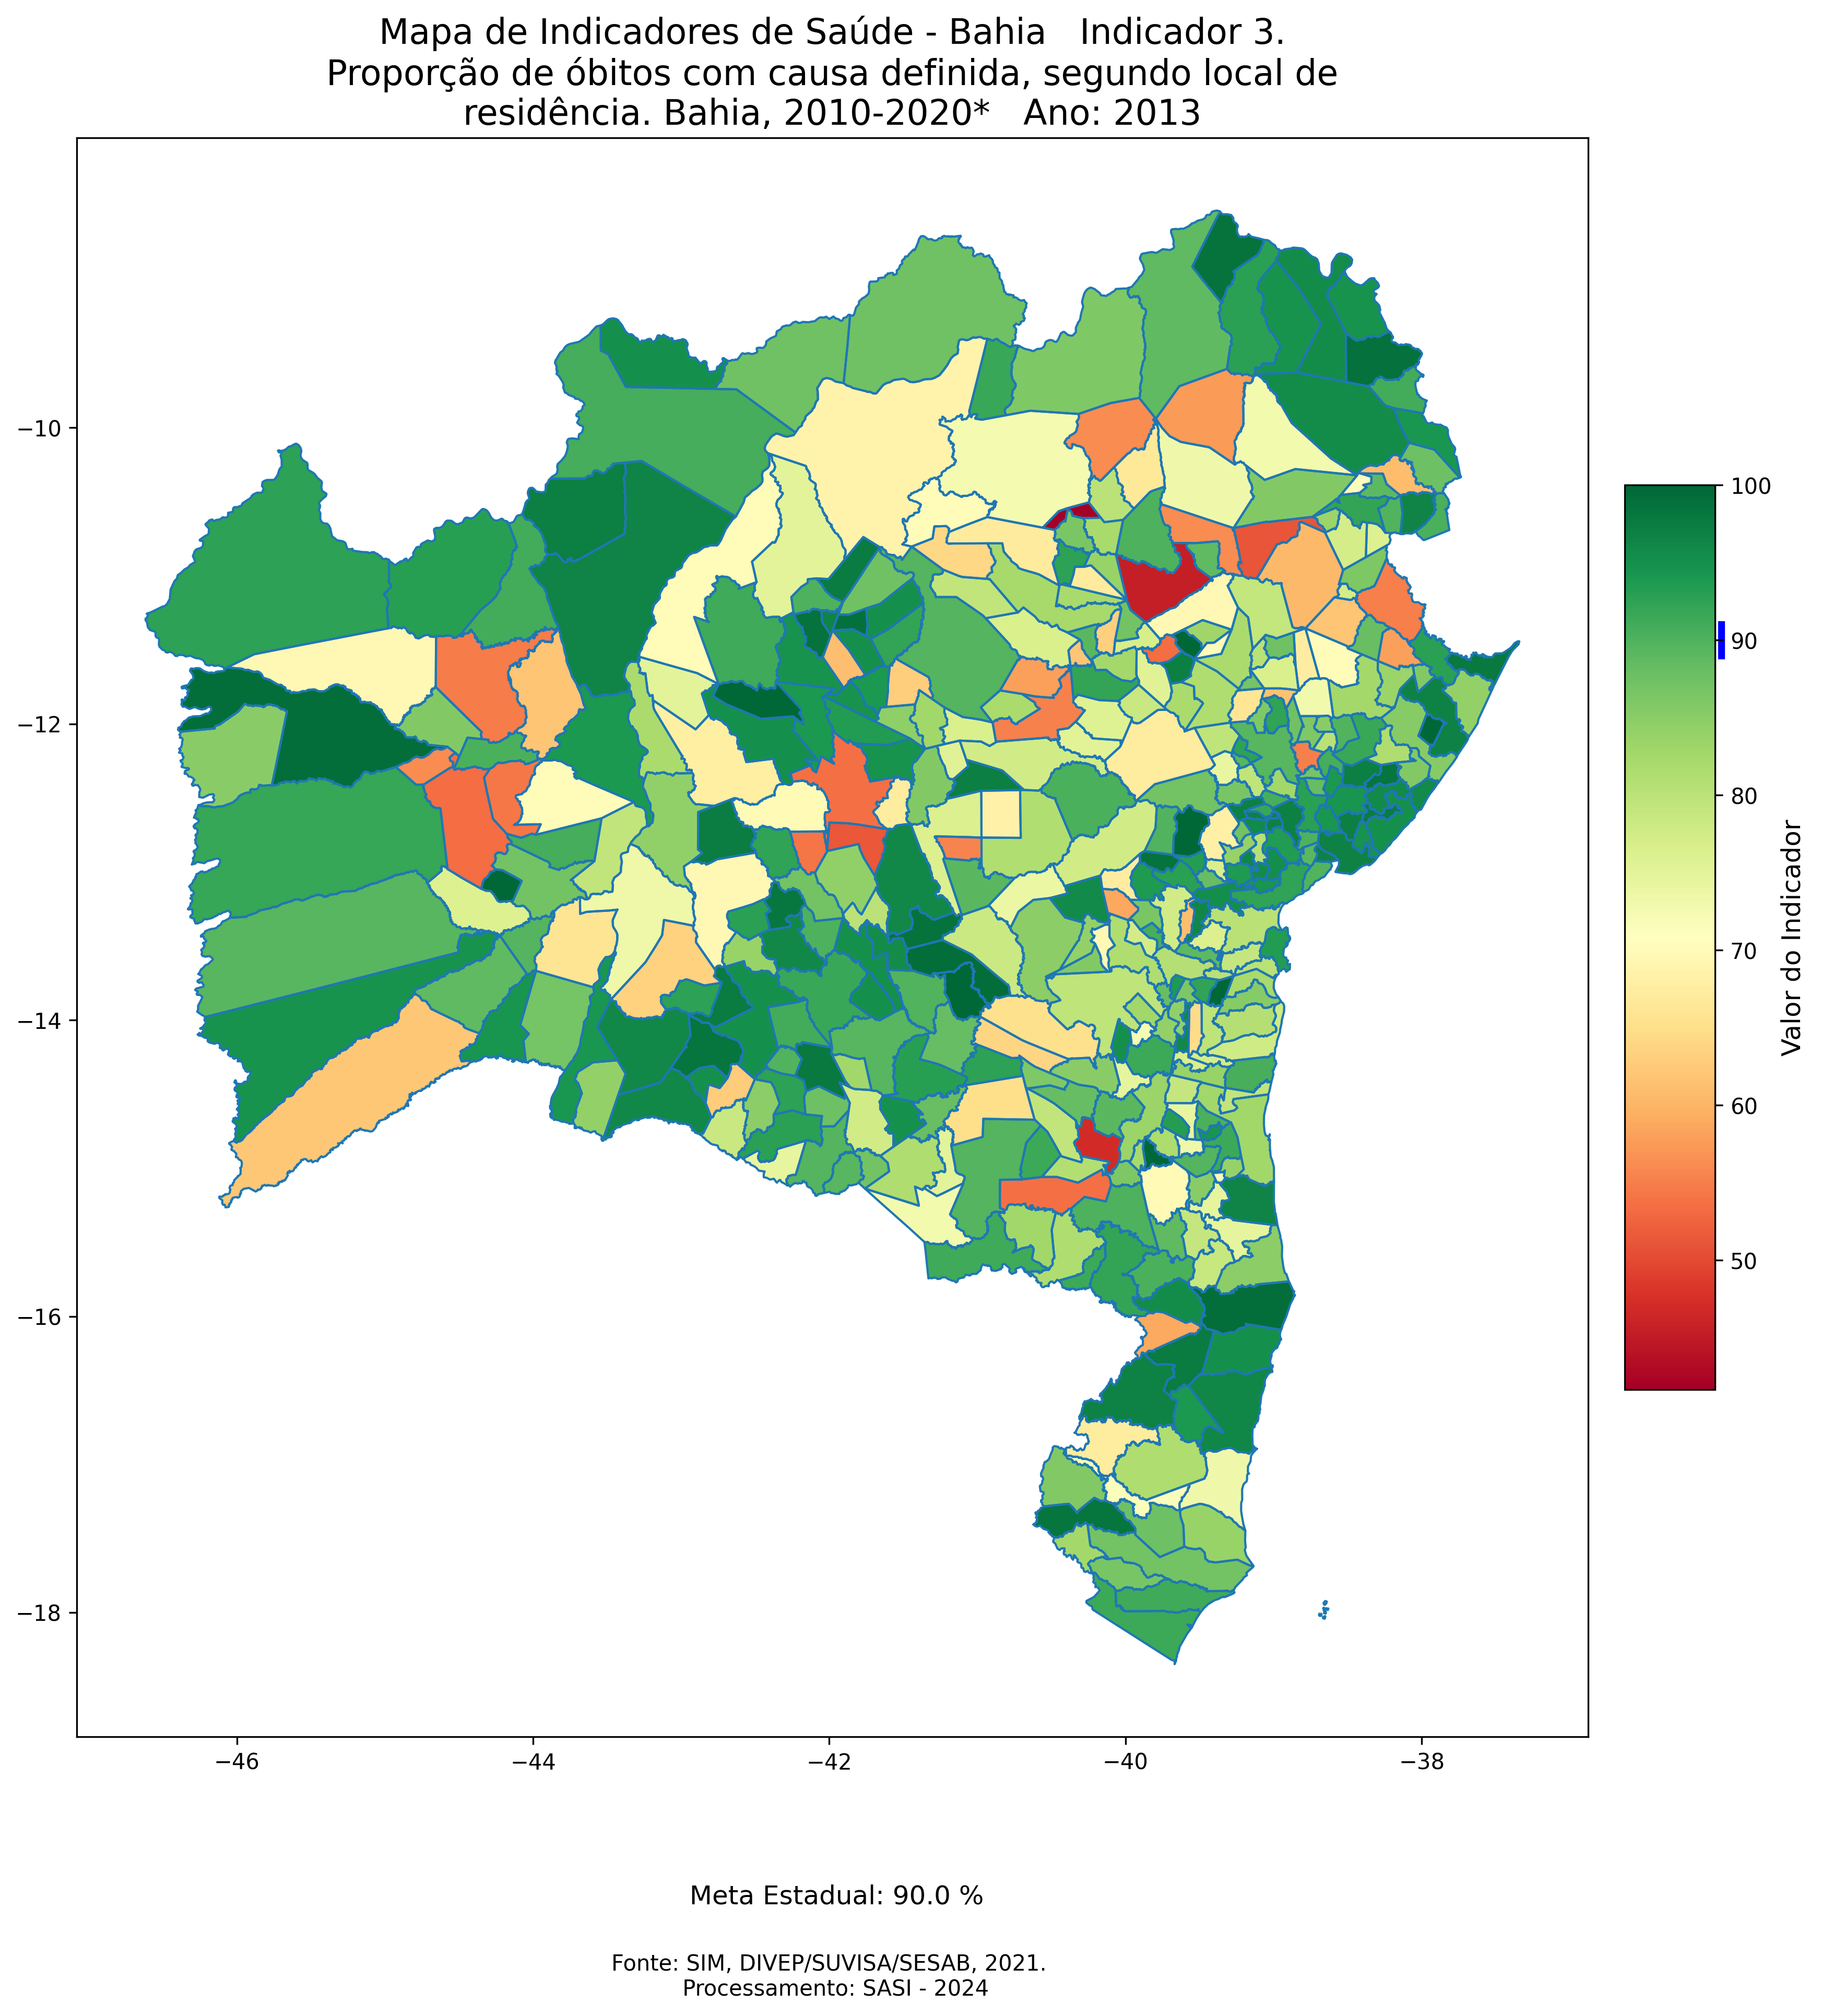 Mapa de Indicadores de Saúde - Bahia   Indicador 3.
Proporção de óbitos com causa definida, segundo local de
residência. Bahia, 2010-2020*   Ano: 2013
−10
−12
−14
−16
−18
−46
−44
−42
−40
−38
100
90
80
70
60
50
Valor do Indicador
Meta Estadual: 90.0 %
Fonte: SIM, DIVEP/SUVISA/SESAB, 2021.
Processamento: SASI - 2024